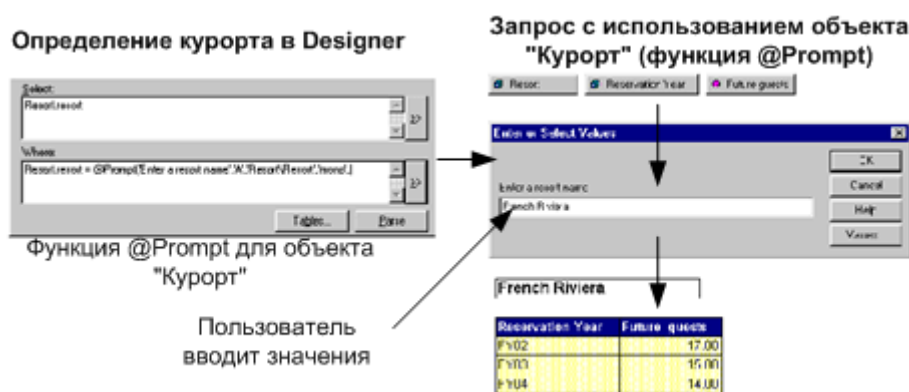 Определение курорта в Designer
Запрос с использованием объекта
"Курорт" (функция @Prompt)
Resort
Reservation Year
Future guests
Select:
Resort.resort
>>
Where:
Resort.resort = @Prompt('Enter a resort name','A','Resort\Resort','mono',)
>>
Tables...
Parse
Enter or Select Values
OK
Cancel
Help
Values
Enter a resort name
French Riviera
Функция @Prompt для объекта
"Курорт"
Пользователь
вводит значения
French Riviera
Reservation Year Future guests
FY02 17.00
FY03 15.00
FY04 14.00